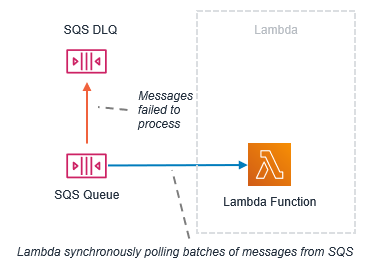 SQS DLQ
Lambda
Messages
failed to
process
SQS Queue
Lambda Function
Lambda synchronously polling batches of messages from SQS